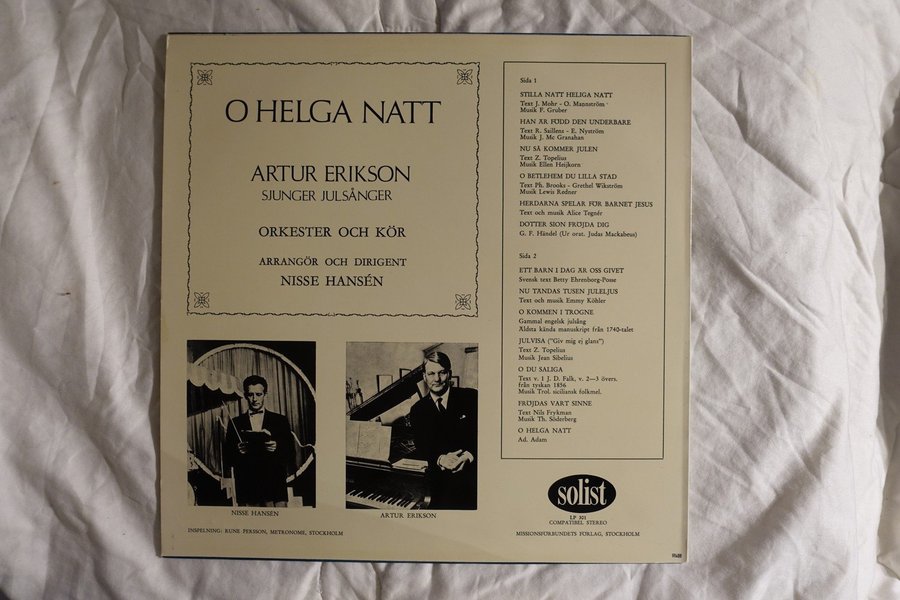 O HELGA NATT
ARTUR ERIKSON
SJUNGER JULSÅNGER
ORKESTER OCH KÖR
ARRANGÖR OCH DIRIGENT
NISSE HANSÉN
NISSE HANSÉN
ARTUR ERIKSON
INSPELNING: RUNE PERSSON, METRONOME, STOCKHOLM
Sida 1
STILLA NATT HELIGA NATT
Text J. Mohr - O. Mannström
Musik F. Gruber
HAN ÄR FÖDD DEN UNDERBARE
Text R. Saillens - E. Nyström
Musik J. Mc Granahan
NU SÅ KOMMER JULEN
Text Z. Topelius
Musik Ellen Heijkorn
O BETLEHEM DU LILLA STAD
Text Ph. Brooks - Grethel Wikström
Musik Lewis Redner
HERDARNA SPELAR FÖR BARNET JESUS
Text och musik Alice Tegnér
DOTTER SION FRÖJDA DIG
G. F. Händel (Ur orat. Judas Mackabeus)
Sida 2
ETT BARN I DAG ÄR OSS GIVET
Svensk text Betty Ehrenborg-Posse
NU TÄNDAS TUSEN JULELJUS
Text och musik Emmy Köhler
O KOMMEN I TROGNE
Gammal engelsk julsång
Äldsta kända manuskript från 1740-talet
JULVISA ("Giv mig ej glans")
Text Z. Topelius
Musik Jean Sibelius
O DU SALIGA
Text v. 1 J. D. Falk, v. 2—3 övers.
från tyskan 1856
Musik Trol. siciliansk folkmel.
FRÖJDAS VART SINNE
Text Nils Frykman
Musik Th. Söderberg
O HELGA NATT
Ad. Adam
solist
LP 301
COMPATIBEL STEREO
MISSIONSFÖRBUNDETS FÖRLAG, STOCKHOLM